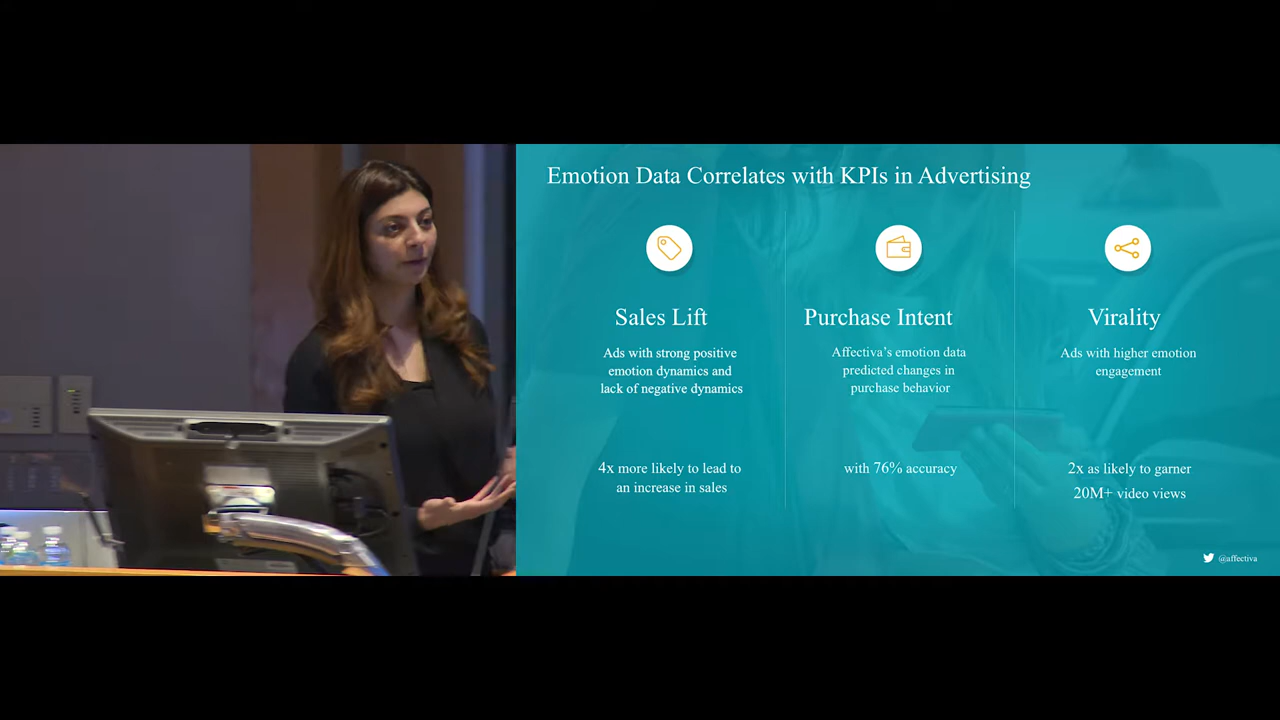 Emotion Data Correlates with KPIs in Advertising
Sales Lift
Ads with strong positive
emotion dynamics and
lack of negative dynamics
4x more likely to lead to
an increase in sales
Purchase Intent
Affectiva's emotion data
predicted changes in
purchase behavior
with 76% accuracy
Virality
Ads with higher emotion
engagement
2x as likely to garner
20M+ video views
@affectiva